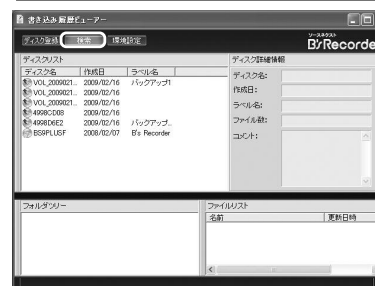 書き込み履歴ビューアー
ディスク登録 検索 環境設定
ソースネクスト
B's Recorde
ディスクリスト
ディスク名 作成日 ラベル名
VOL_2009021... 2009/02/16 バックアップ1
VOL_2009021... 2009/02/16
VOL_2009021... 2009/02/16
4998CD08 2009/02/16
4998D6E2 2009/02/16 バックアップ...
BS9PLUSF 2008/02/07 B's Recorder
ディスク詳細情報
ディスク名:
作成日:
ラベル名:
ファイル数:
コメント:
フォルダツリー
ファイルリスト
名前 更新日時